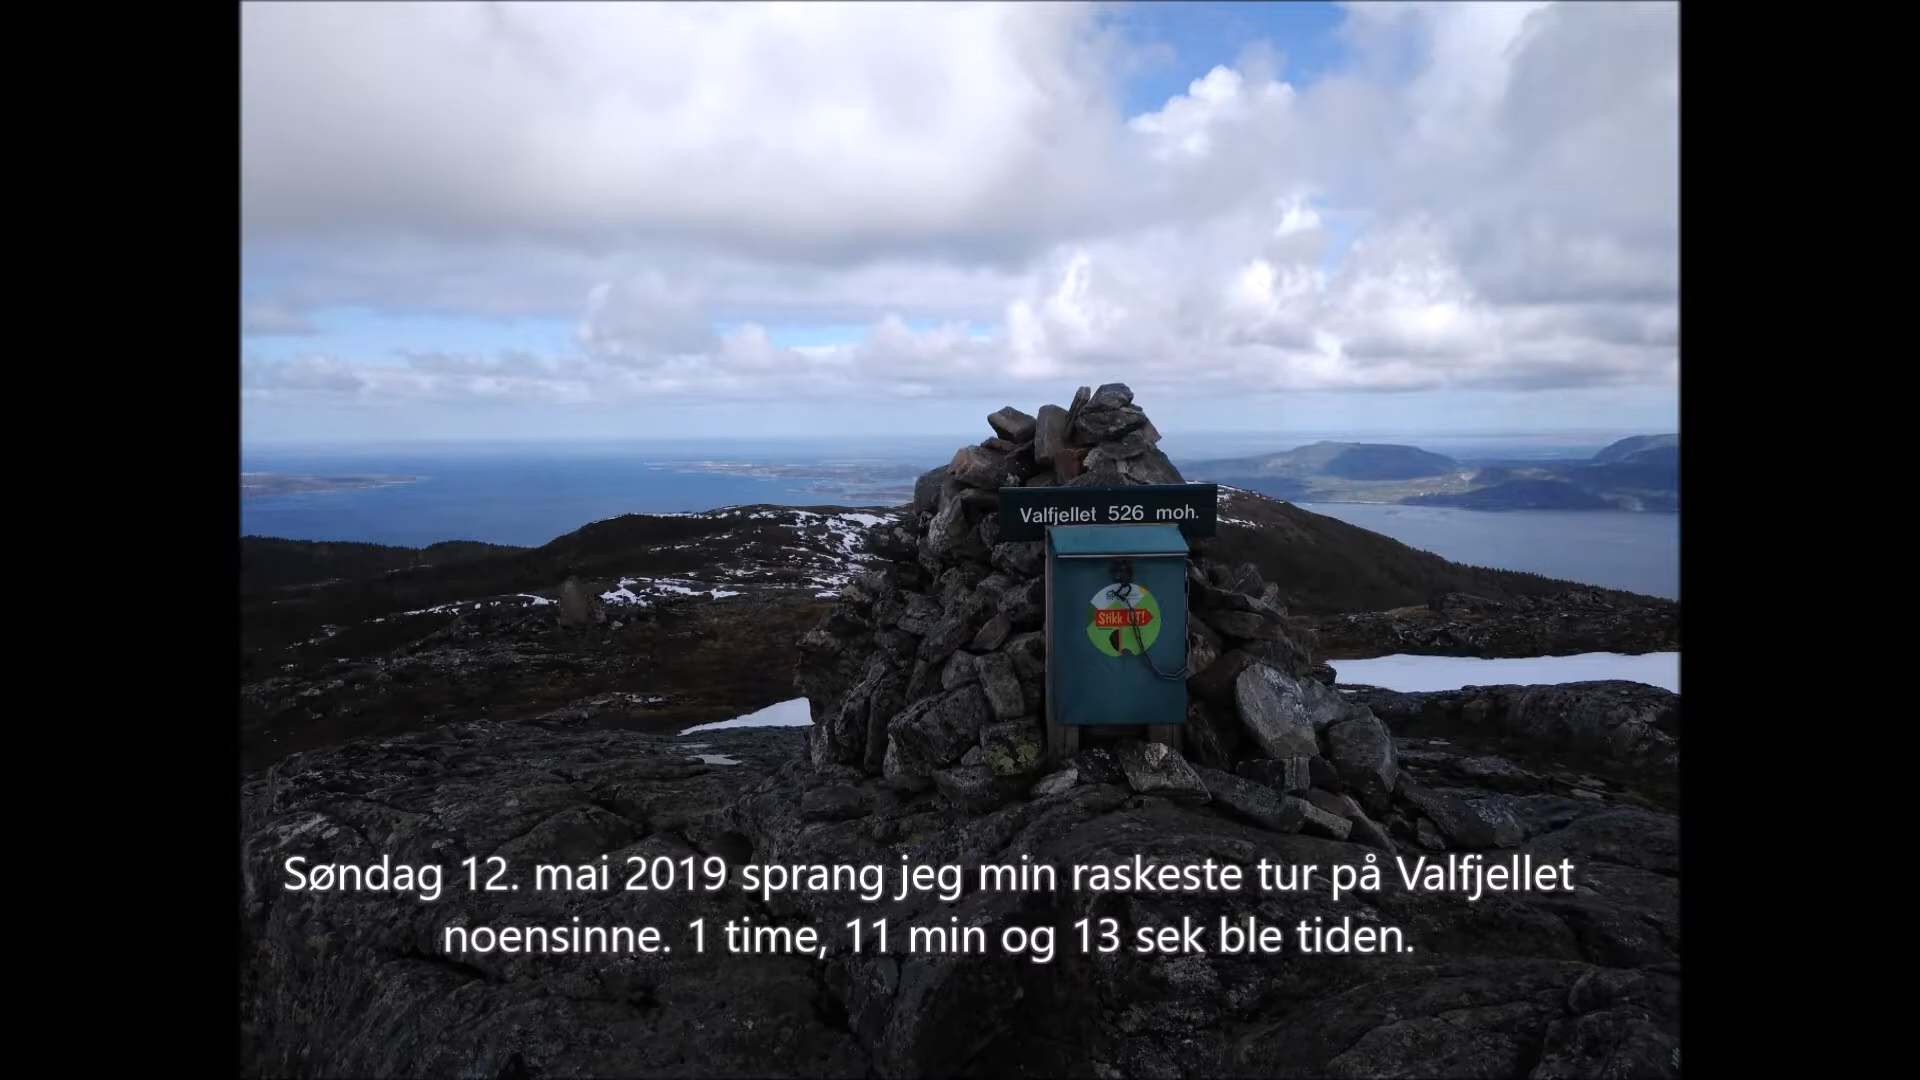 Valfjellet 526 moh.
Stikk UT!
Søndag 12. mai 2019 sprang jeg min raskeste tur på Valfjellet
noensinne. 1 time, 11 min og 13 sek ble tiden.